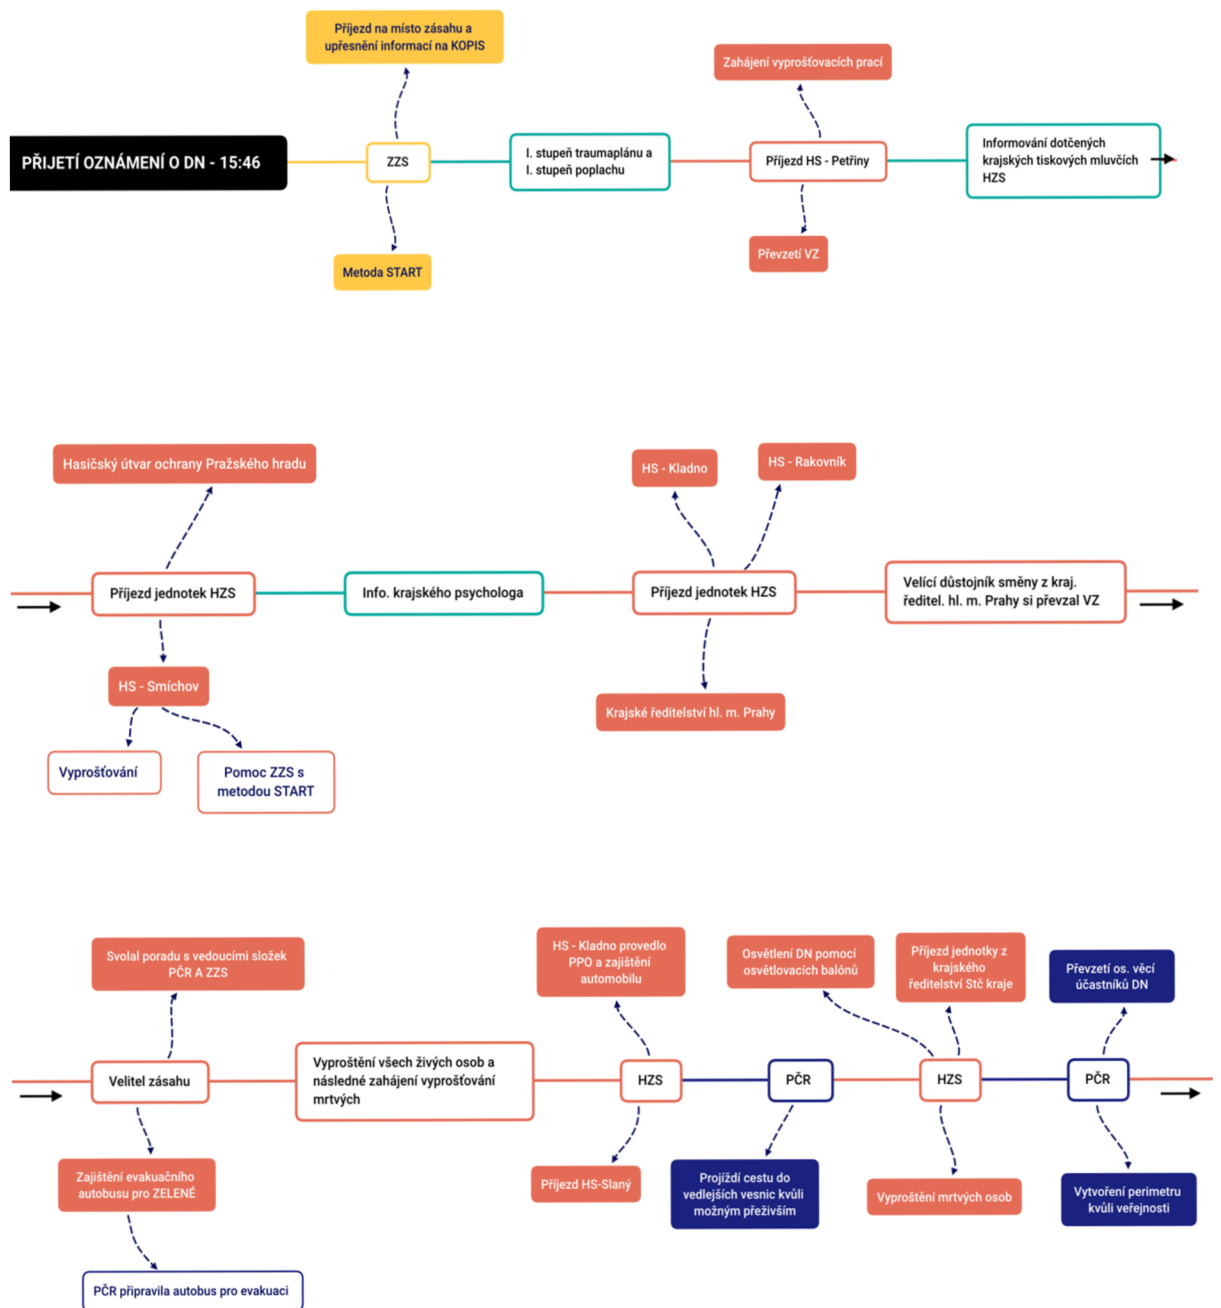 Příjezd na místo zásahu a
upřesnění informací na KOPIS
Zahájení vyprošťovacích prací
PŘIJETÍ OZNÁMENÍ O DN - 15:46
ZZS
I. stupeň traumaplánu a
I. stupeň poplachu
Příjezd HS - Petřiny
Informování dotčených
krajských tiskových mluvčích
HZS
Metoda START
Převzetí VZ
Hasičský útvar ochrany Pražského hradu
HS - Kladno
HS - Rakovník
Příjezd jednotek HZS
Info. krajského psychologa
Příjezd jednotek HZS
Velící důstojník směny z kraj.
ředitel. hl. m. Prahy si převzal VZ
HS - Smíchov
Krajské ředitelství hl. m. Prahy
Vyprošťování
Pomoc ZZS s
metodou START
Svolal poradu s vedoucími složek
PČR A ZZS
HS - Kladno provedlo
PPO a zajištění
automobilu
Osvětlení DN pomocí
osvětlovacích balónů
Příjezd jednotky z
krajského
ředitelství Stč kraje
Převzetí os. věcí
účastníků DN
Velitel zásahu
Vyproštění všech živých osob a
následné zahájení vyprošťování
mrtvých
HZS
PČR
HZS
PČR
Zajištění evakuačního
autobusu pro ZELENÉ
Příjezd HS-Slaný
Projíždí cestu do
vedlejších vesnic kvůli
možným přeživším
Vyproštění mrtvých osob
Vytvoření perimetru
kvůli veřejnosti
PČR připravila autobus pro evakuaci